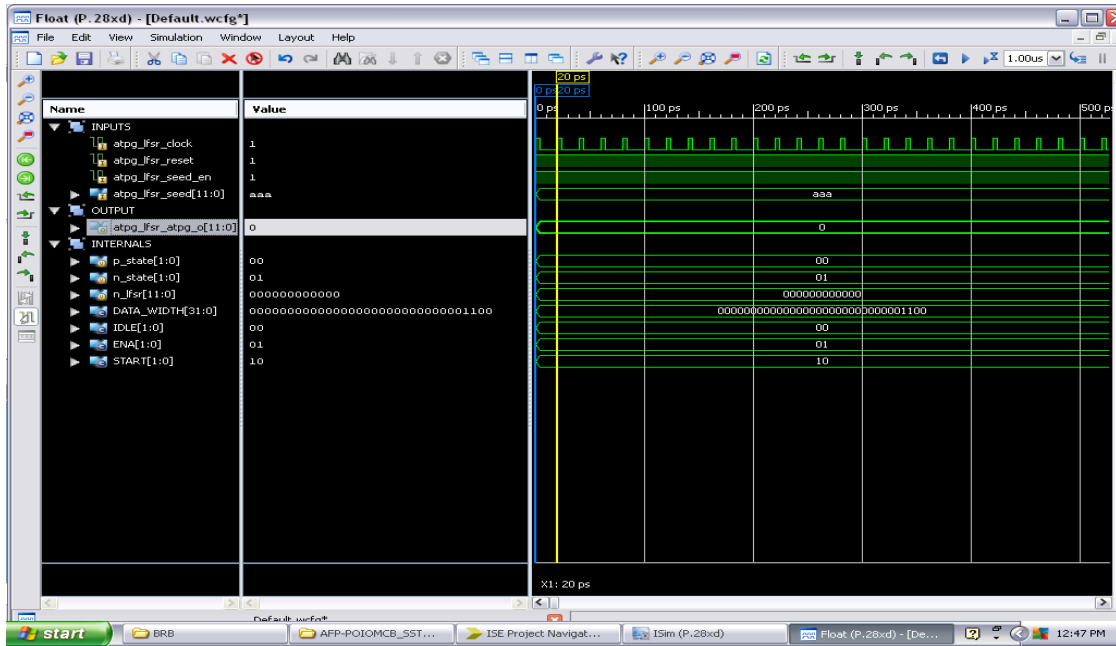 Float (P.28xd) - [Default.wcfg*]
File Edit View Simulation Window Layout Help
1.00us
20 ps
0 ps 20 ps
Name Value
0 ps 100 ps 200 ps 300 ps 400 ps 500 p
INPUTS
atpg_lfsr_clock 1
atpg_lfsr_reset 1
atpg_lfsr_seed_en 1
atpg_lfsr_seed[11:0] aaa aaa
OUTPUT
atpg_lfsr_atpg_o[11:0] 0 0
INTERNALS
p_state[1:0] 00 00
n_state[1:0] 01 01
n_lfsr[11:0] 000000000000 000000000000
DATA_WIDTH[31:0] 00000000000000000000000000001100 00000000000000000000000000001100
IDLE[1:0] 00 00
ENA[1:0] 01 01
START[1:0] 10 10
X1: 20 ps
Default.wcfg*
start BRB AFP-POIOMCB_SST... ISE Project Navigat... ISim (P.28xd) Float (P.28xd) - [De... 12:47 PM